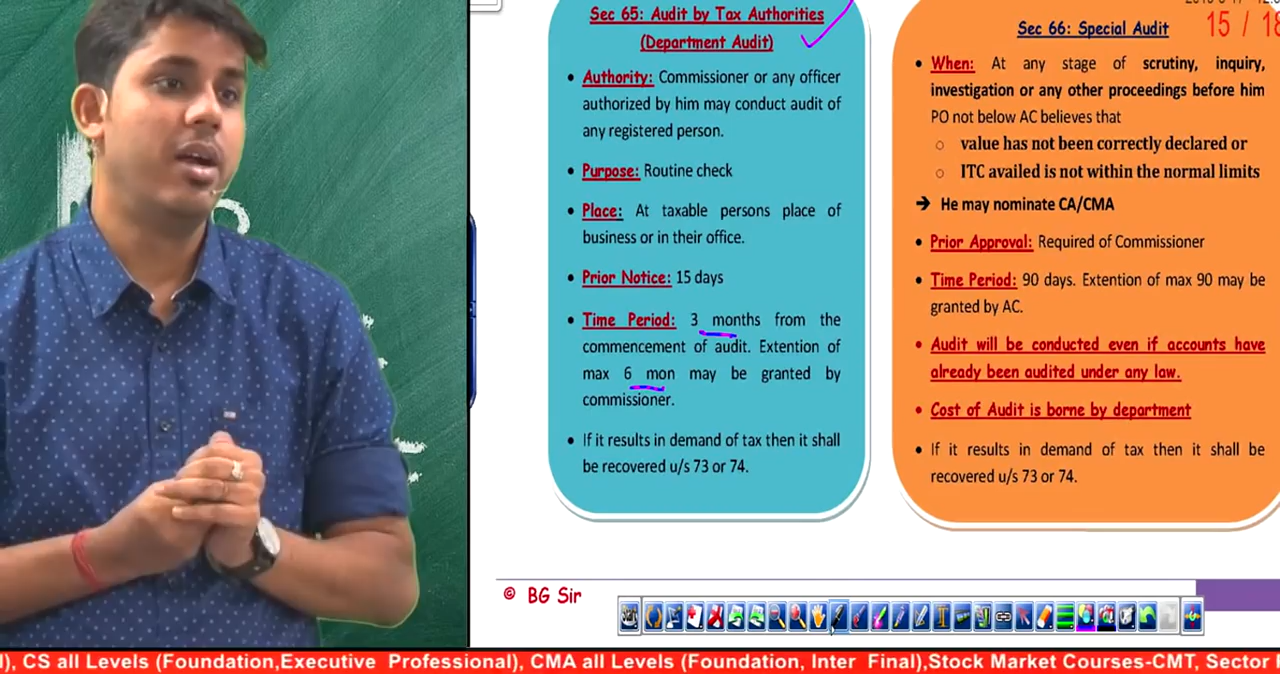 Sec 65: Audit by Tax Authorities
(Department Audit)
• Authority: Commissioner or any officer
authorized by him may conduct audit of
any registered person.
• Purpose: Routine check
• Place: At taxable persons place of
business or in their office.
• Prior Notice: 15 days
• Time Period: 3 months from the
commencement of audit. Extention of
max 6 mon may be granted by
commissioner.
• If it results in demand of tax then it shall
be recovered u/s 73 or 74.
15 / 18
Sec 66: Special Audit
• When: At any stage of scrutiny, inquiry,
investigation or any other proceedings before him
PO not below AC believes that
○ value has not been correctly declared or
○ ITC availed is not within the normal limits
➔ He may nominate CA/CMA
• Prior Approval: Required of Commissioner
• Time Period: 90 days. Extention of max 90 may be
granted by AC.
• Audit will be conducted even if accounts have
already been audited under any law.
• Cost of Audit is borne by department
• If it results in demand of tax then it shall be
recovered u/s 73 or 74.
© BG Sir
), CS all Levels (Foundation,Executive Professional), CMA all Levels (Foundation, Inter Final),Stock Market Courses-CMT, Sector